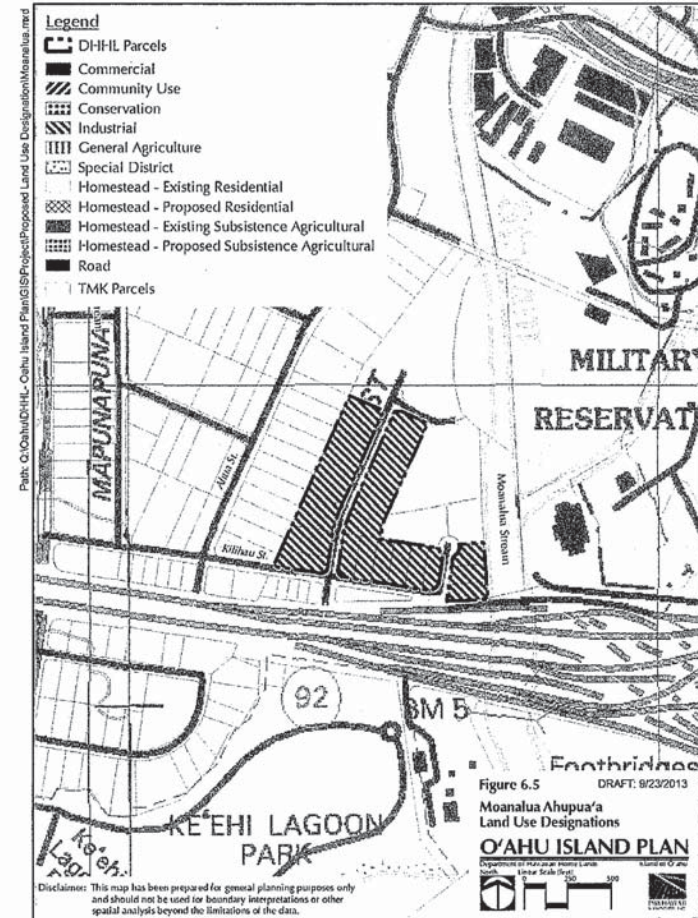 Path: Q:\Oahu\DHHL- Oahu Island Plan\GIS\Project\Proposed Land Use Designation\Moanalua.mxd
Legend
DHHL Parcels
Commercial
Community Use
Conservation
Industrial
General Agriculture
Special District
Homestead - Existing Residential
Homestead - Proposed Residential
Homestead - Existing Subsistence Agricultural
Homestead - Proposed Subsistence Agricultural
Road
TMK Parcels
MILITAR
RESERVAT
MAPUNAPUNA
ST
Ahua St.
Kilihau St.
Moanalua Stream
92
BM 5
Footbridges
KE'EHI LAGOON
PARK
Ke'ehi
Figure 6.5
DRAFT: 9/23/2013
Moanalua Ahupua'a
Land Use Designations
O'AHU ISLAND PLAN
Department of Hawaiian Home Lands
Island of O'ahu
North
Linear Scale (feet)
0 250 500
Disclaimer: This map has been prepared for general planning purposes only
and should not be used for boundary interpretations or other
spatial analysis beyond the limitations of the data.